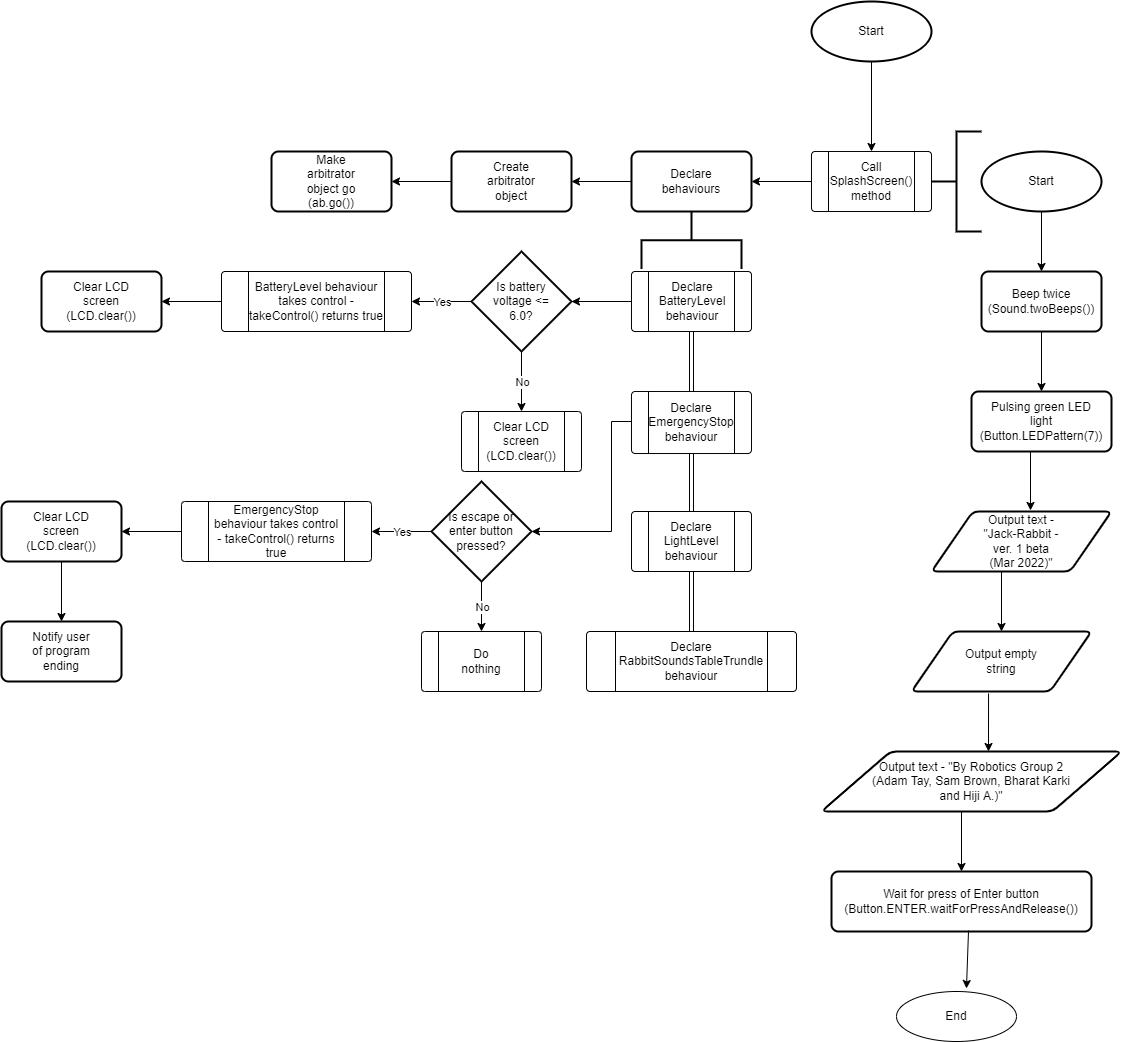 Start
Make
arbitrator
object go
(ab.go())
Create
arbitrator
object
Declare
behaviours
Call
SplashScreen()
method
Start
Clear LCD
screen
(LCD.clear())
BatteryLevel behaviour
takes control -
takeControl() returns true
Yes
Is battery
voltage <=
6.0?
Declare
BatteryLevel
behaviour
Beep twice
(Sound.twoBeeps())
No
Clear LCD
screen
(LCD.clear())
Declare
EmergencyStop
behaviour
Pulsing green LED
light
(Button.LEDPattern(7))
Clear LCD
screen
(LCD.clear())
EmergencyStop
behaviour takes control
- takeControl() returns
true
Yes
Is escape or
enter button
pressed?
Declare
LightLevel
behaviour
Output text -
"Jack-Rabbit -
ver. 1 beta
(Mar 2022)"
No
Notify user
of program
ending
Do
nothing
Declare
RabbitSoundsTableTrundle
behaviour
Output empty
string
Output text - "By Robotics Group 2
(Adam Tay, Sam Brown, Bharat Karki
and Hiji A.)"
Wait for press of Enter button
(Button.ENTER.waitForPressAndRelease())
End